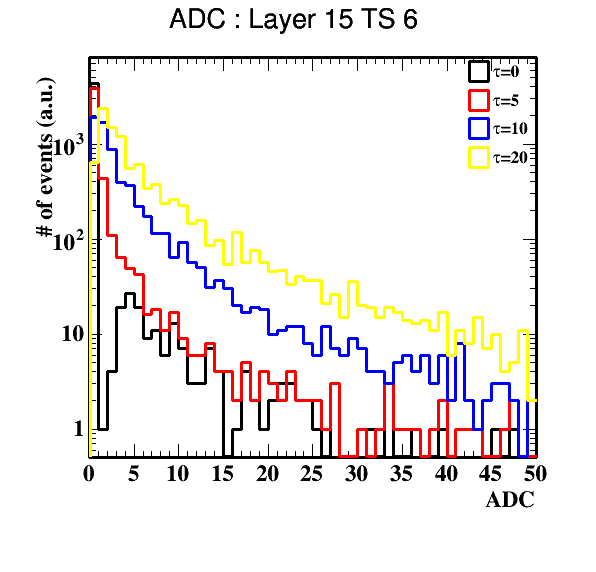 ADC : Layer 15 TS 6
# of events (a.u.)
τ=0
τ=5
τ=10
τ=20
10³
10²
10
1
0 5 10 15 20 25 30 35 40 45 50
ADC